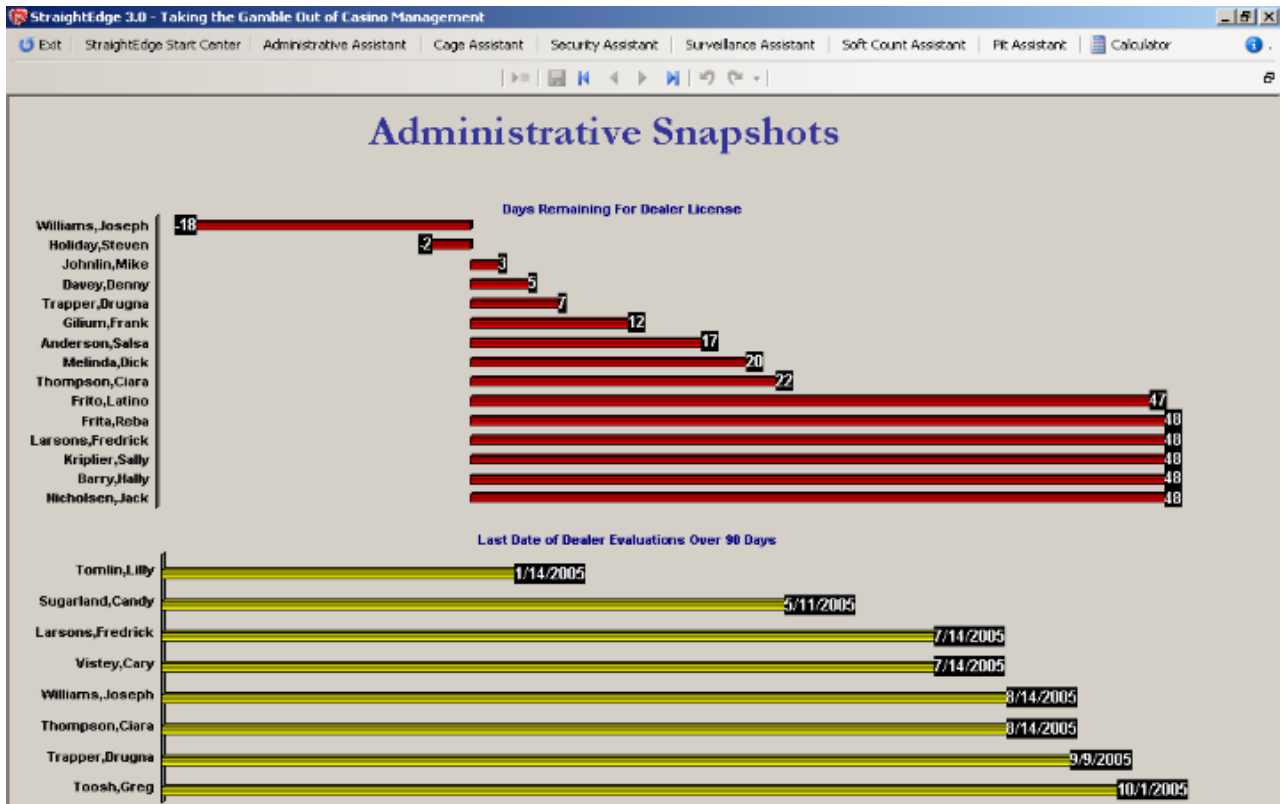 StraightEdge 3.0 - Taking the Gamble Out of Casino Management
Exit StraightEdge Start Center Administrative Assistant Cage Assistant Security Assistant Surveillance Assistant Soft Count Assistant Pit Assistant Calculator
Administrative Snapshots
Days Remaining For Dealer License
Williams,Joseph -18
Holiday,Steven -2
Johnlin,Mike 3
Davey,Denny 5
Trapper,Drugna 7
Gilium,Frank 12
Anderson,Salsa 17
Melinda,Dick 20
Thompson,Ciara 22
Frito,Latino 47
Frita,Reba 48
Larsons,Fredrick 48
Kriplier,Sally 48
Barry,Hally 48
Nicholsen,Jack 48
Last Date of Dealer Evaluations Over 90 Days
Tomlin,Lilly 1/14/2005
Sugarland,Candy 5/11/2005
Larsons,Fredrick 7/14/2005
Vistey,Cary 7/14/2005
Williams,Joseph 8/14/2005
Thompson,Ciara 8/14/2005
Trapper,Drugna 9/9/2005
Toosh,Greg 10/1/2005